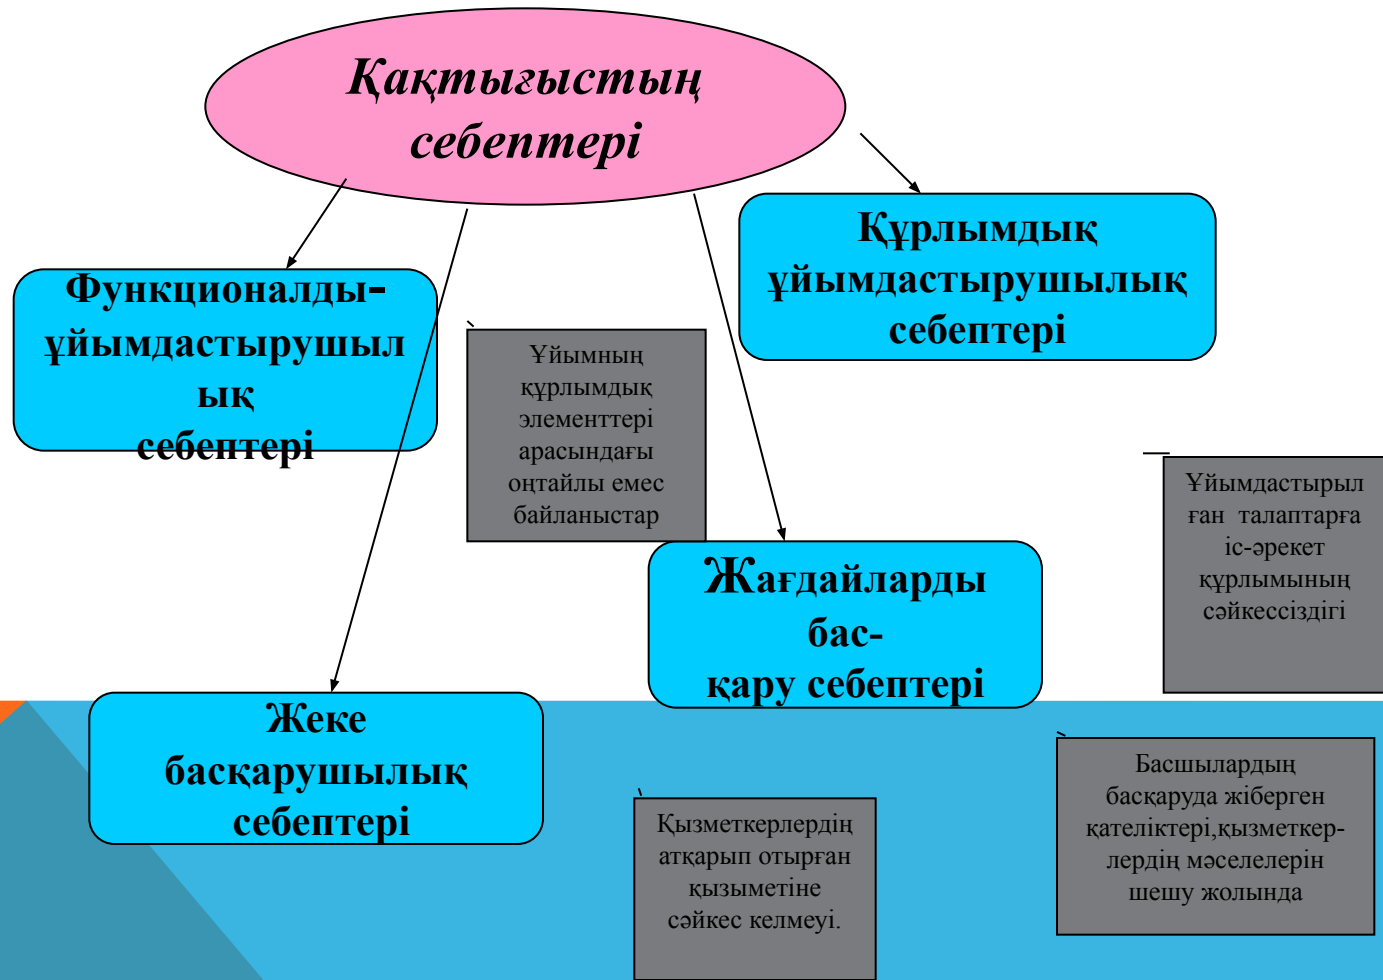 Қақтығыстың
себептері
Құрлымдық
ұйымдастырушылық
себептері
Функционалды-
ұйымдастырушыл
ық
себептері
Ұйымның
құрлымдық
элементтері
арасындағы
оңтайлы емес
байланыстар
Ұйымдастырыл
ған талаптарға
іс-әрекет
құрлымының
сәйкессіздігі
Жағдайларды
бас-
қару себептері
Жеке
басқарушылық
себептері
Басшылардың
басқаруда жіберген
қателіктері,қызметкер-
лердің мәселелерін
шешу жолында
Қызметкерлердің
атқарып отырған
қызыметіне
сәйкес келмеуі.